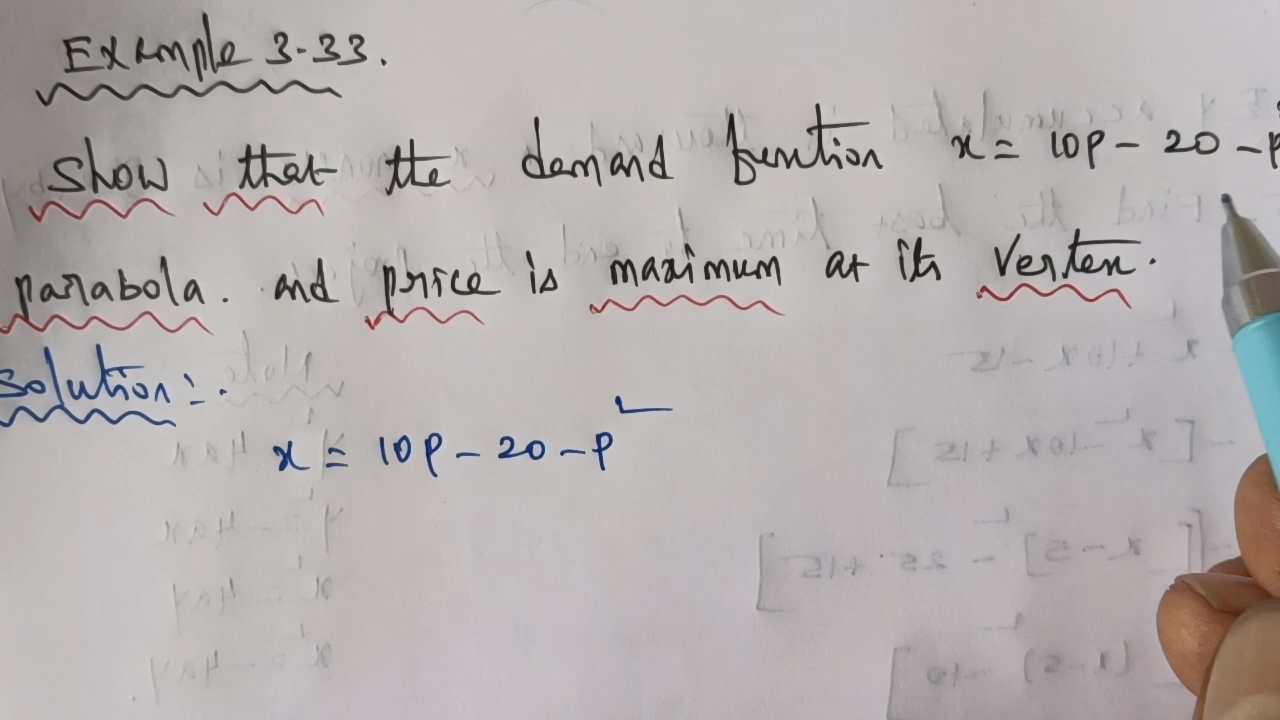 Example 3.33.
Show that the demand function x = 10p - 20 - p
parabola. and price is maximum at its vertex.
Solution:-
x = 10p - 20 - p²